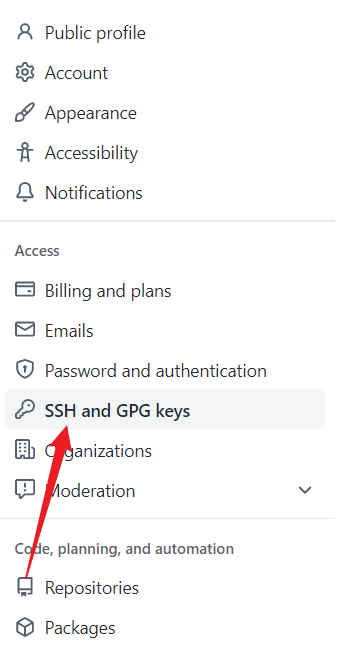 Public profile
Account
Appearance
Accessibility
Notifications
Access
Billing and plans
Emails
Password and authentication
SSH and GPG keys
Organizations
Moderation
Code, planning, and automation
Repositories
Packages